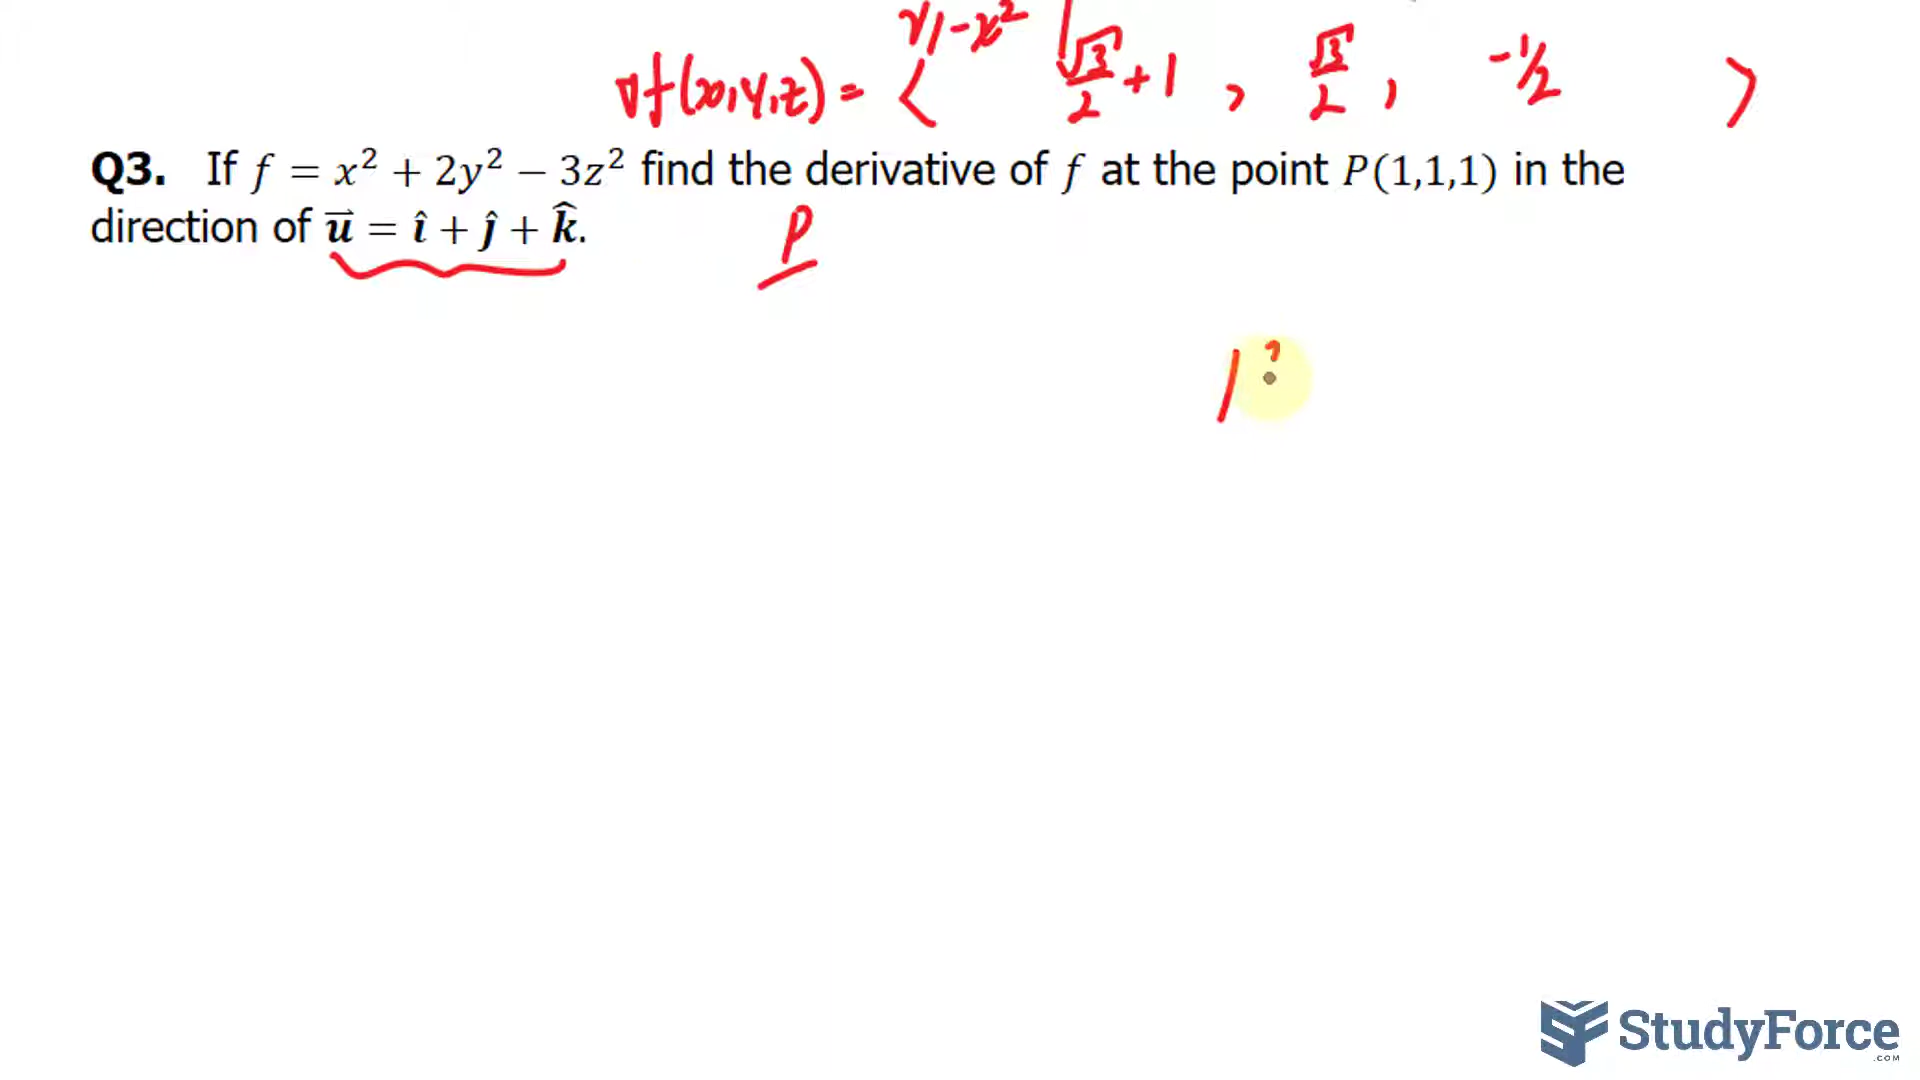 √1-x²
∇f(x,y,z) = ⟨ √3/2 + 1 , √3/2 , -1/2 ⟩
Q3. If f = x² + 2y² − 3z² find the derivative of f at the point P(1,1,1) in the
direction of u⃗ = î + ĵ + k̂.
P
StudyForce
.COM